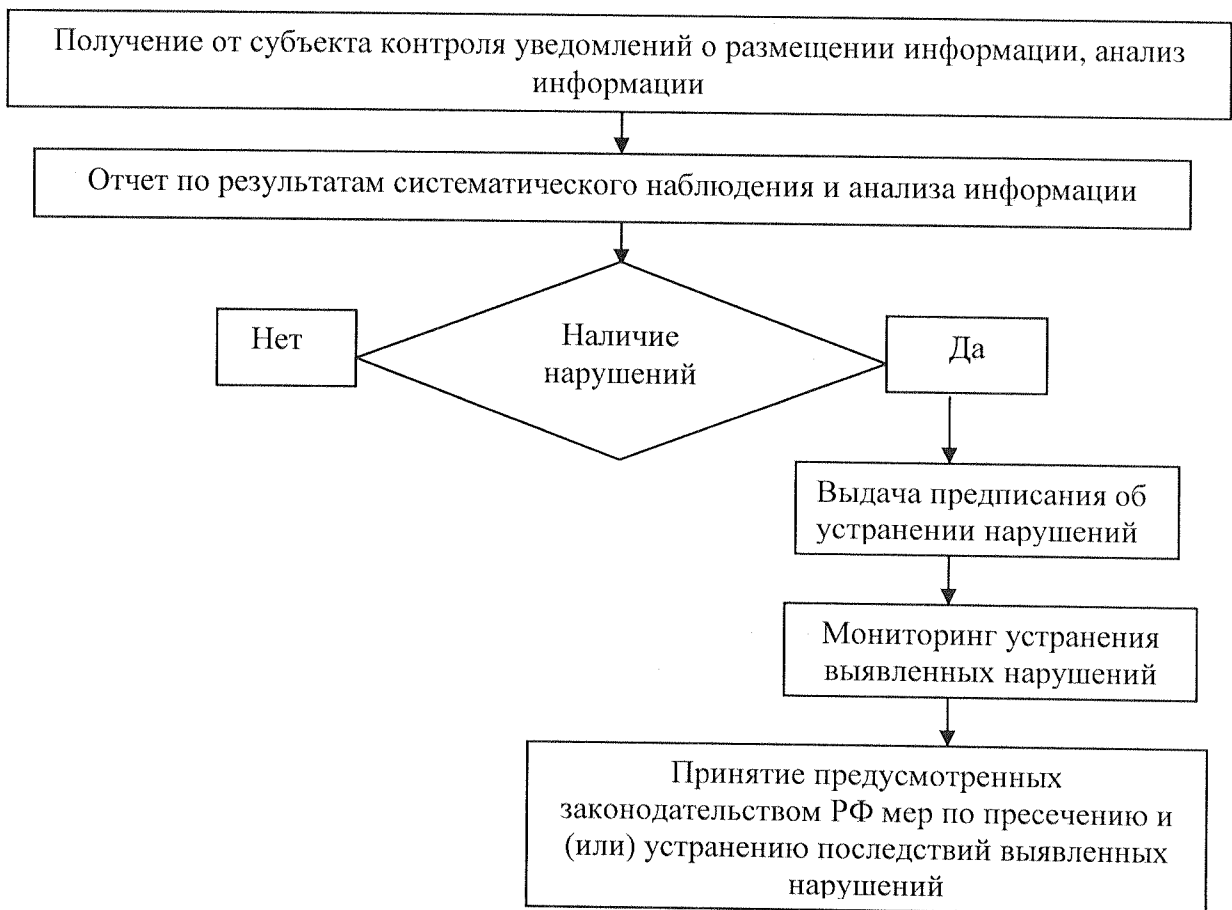 Получение от субъекта контроля уведомлений о размещении информации, анализ
информации
Отчет по результатам систематического наблюдения и анализа информации
Нет
Наличие
нарушений
Да
Выдача предписания об
устранении нарушений
Мониторинг устранения
выявленных нарушений
Принятие предусмотренных
законодательством РФ мер по пресечению и
(или) устранению последствий выявленных
нарушений